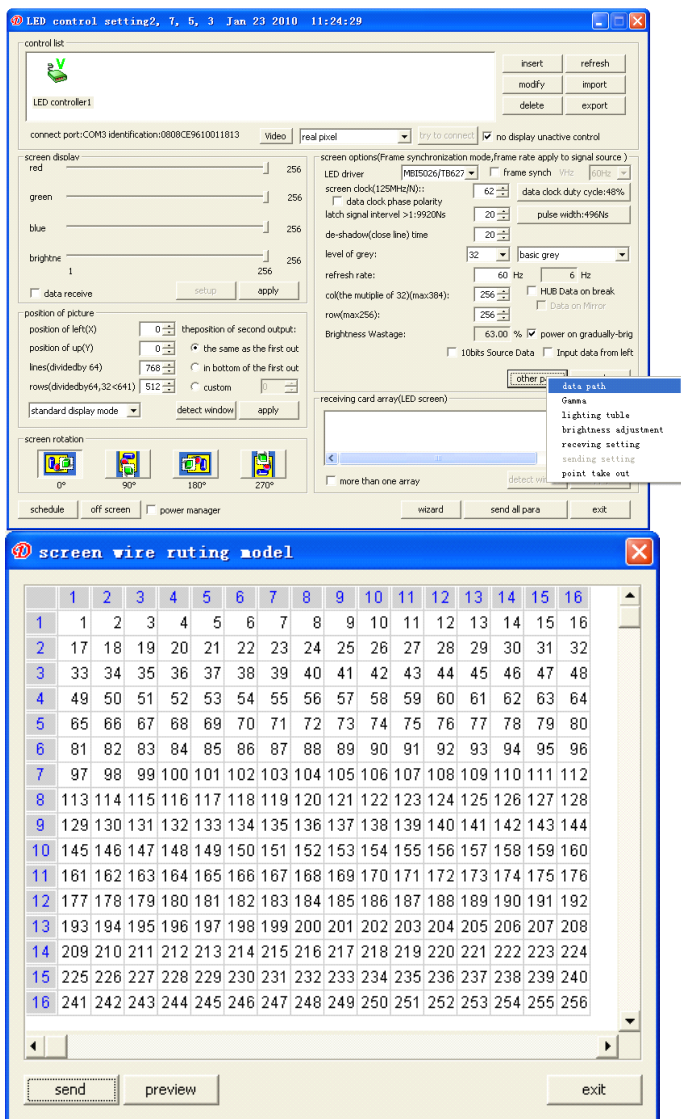 LED control setting2, 7, 5, 3 Jan 23 2010 11:24:29
control list
LED controller1
insert refresh
modify import
delete export
connect port:COM3 identification:0808CE9610011813 Video real pixel try to connect no display unactive control
screen display
red 256
green 256
blue 256
brightne 256
1 256
data receive setup apply
position of picture
position of left(X) 0 theposition of second output:
position of up(Y) 0 the same as the first out
lines(dividedby 64) 768 in bottom of the first out
rows(dividedby64,32<641) 512 custom 0
standard display mode detect window apply
screen rotation
0° 90° 180° 270°
screen options(Frame synchronization mode,frame rate apply to signal source )
LED driver MBI5026/TB627 frame synch VHz 60Hz
screen clock(125MHz/N):: 62 data clock duty cycle:48%
data clock phase polarity
latch signal intervel >1:9920Ns 20 pulse width:496Ns
de-shadow(close line) time 20
level of grey: 32 basic grey
refresh rate: 60 Hz 6 Hz
col(the mutiplie of 32)(max384): 256 HUB Data on break
Data on Mirror
row(max256): 256
Brightness Wastage: 63.00 % power on gradually-brig
10bits Source Data Input data from left
other p
data path
Gamma
lighting tuble
brightness adjustment
receving setting
sending setting
point take out
receiving card array(LED screen)
more than one array detect wi
schedule off screen power manager wizard send all para exit
screen wire ruting model
1 2 3 4 5 6 7 8 9 10 11 12 13 14 15 16
1 1 2 3 4 5 6 7 8 9 10 11 12 13 14 15 16
2 17 18 19 20 21 22 23 24 25 26 27 28 29 30 31 32
3 33 34 35 36 37 38 39 40 41 42 43 44 45 46 47 48
4 49 50 51 52 53 54 55 56 57 58 59 60 61 62 63 64
5 65 66 67 68 69 70 71 72 73 74 75 76 77 78 79 80
6 81 82 83 84 85 86 87 88 89 90 91 92 93 94 95 96
7 97 98 99 100 101 102 103 104 105 106 107 108 109 110 111 112
8 113 114 115 116 117 118 119 120 121 122 123 124 125 126 127 128
9 129 130 131 132 133 134 135 136 137 138 139 140 141 142 143 144
10 145 146 147 148 149 150 151 152 153 154 155 156 157 158 159 160
11 161 162 163 164 165 166 167 168 169 170 171 172 173 174 175 176
12 177 178 179 180 181 182 183 184 185 186 187 188 189 190 191 192
13 193 194 195 196 197 198 199 200 201 202 203 204 205 206 207 208
14 209 210 211 212 213 214 215 216 217 218 219 220 221 222 223 224
15 225 226 227 228 229 230 231 232 233 234 235 236 237 238 239 240
16 241 242 243 244 245 246 247 248 249 250 251 252 253 254 255 256
send preview exit